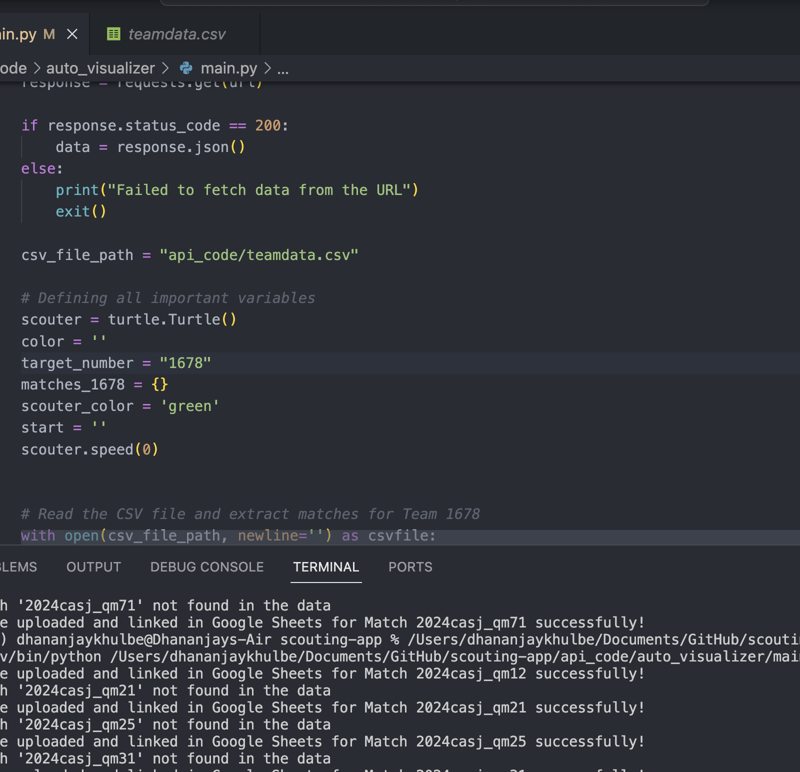 in.py M ×
teamdata.csv
ode > auto_visualizer > main.py > ...
response = requests.get(url)
if response.status_code == 200:
data = response.json()
else:
print("Failed to fetch data from the URL")
exit()
csv_file_path = "api_code/teamdata.csv"
# Defining all important variables
scouter = turtle.Turtle()
color = ''
target_number = "1678"
matches_1678 = {}
scouter_color = 'green'
start = ''
scouter.speed(0)
# Read the CSV file and extract matches for Team 1678
with open(csv_file_path, newline='') as csvfile:
LEMS OUTPUT DEBUG CONSOLE TERMINAL PORTS
h '2024casj_qm71' not found in the data
e uploaded and linked in Google Sheets for Match 2024casj_qm71 successfully!
) dhananjaykhulbe@Dhananjays-Air scouting-app % /Users/dhananjaykhulbe/Documents/GitHub/scouti
v/bin/python /Users/dhananjaykhulbe/Documents/GitHub/scouting-app/api_code/auto_visualizer/mai
e uploaded and linked in Google Sheets for Match 2024casj_qm12 successfully!
h '2024casj_qm21' not found in the data
e uploaded and linked in Google Sheets for Match 2024casj_qm21 successfully!
h '2024casj_qm25' not found in the data
e uploaded and linked in Google Sheets for Match 2024casj_qm25 successfully!
h '2024casj_qm31' not found in the data